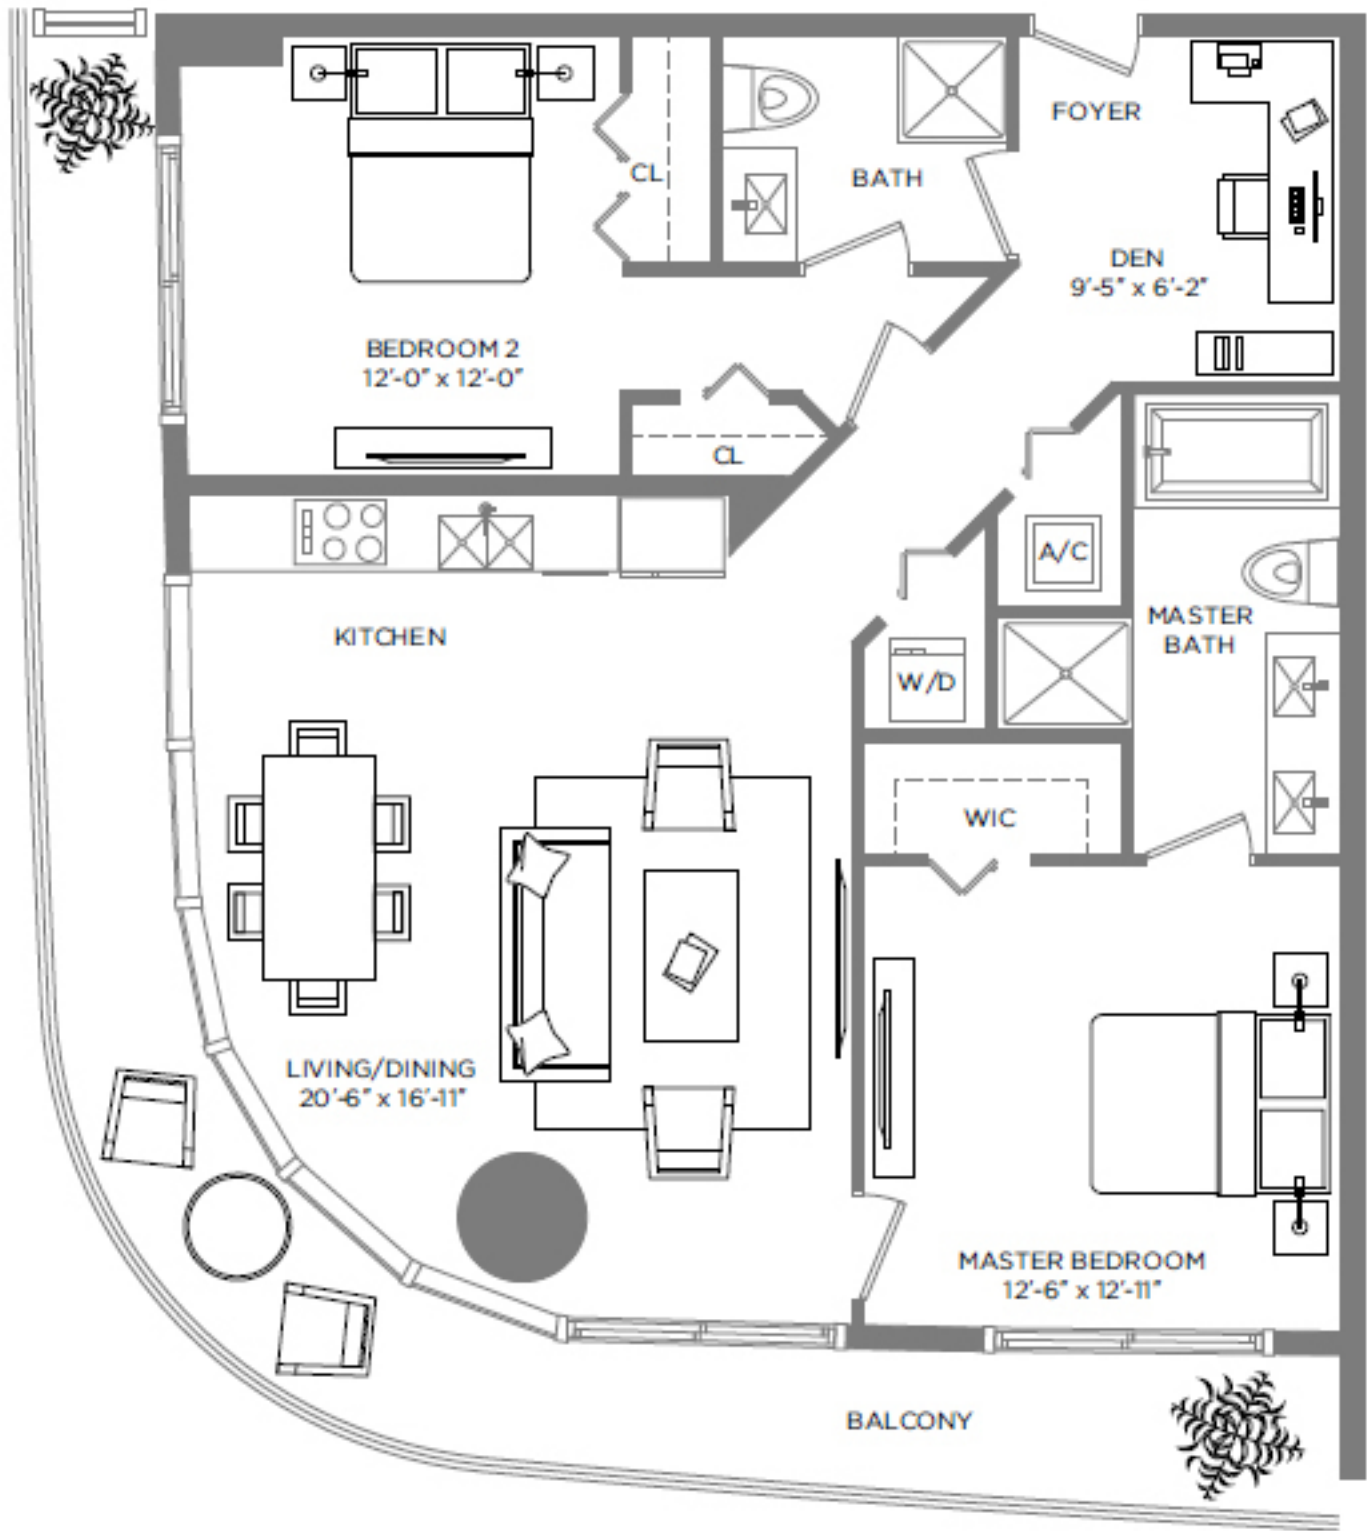 FOYER
CL
BATH
DEN
9'-5" x 6'-2"
BEDROOM 2
12'-0" x 12'-0"
CL
A/C
KITCHEN
MASTER
BATH
W/D
WIC
LIVING/DINING
20'-6" x 16'-11"
MASTER BEDROOM
12'-6" x 12'-11"
BALCONY